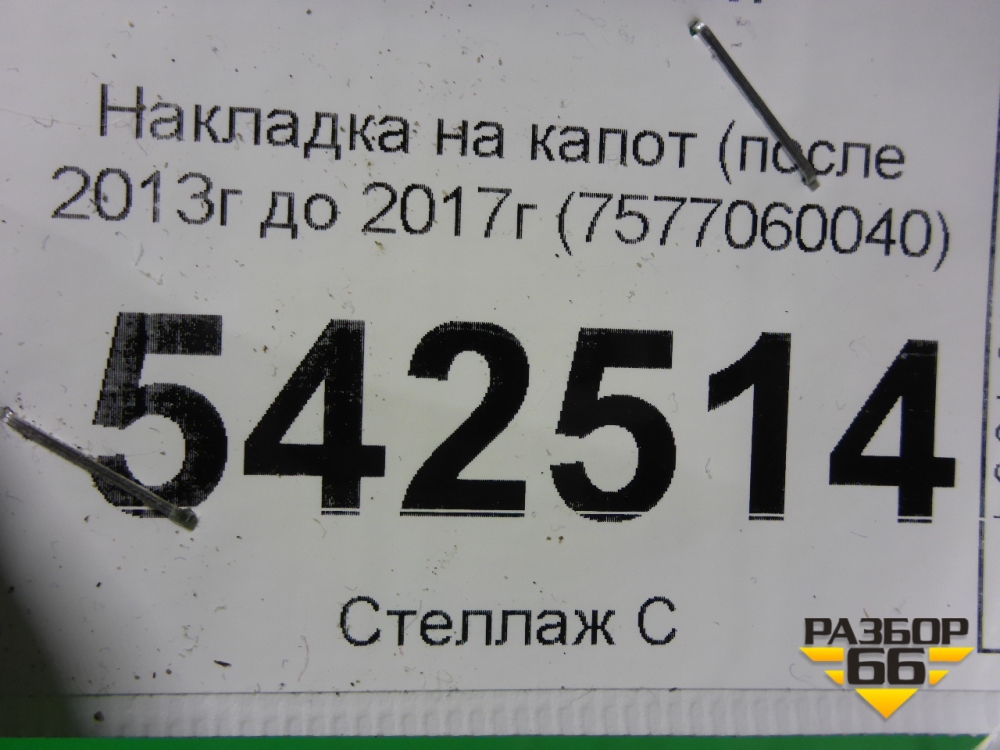 Накладка на капот (после
2013г до 2017г (7577060040)
542514
Стеллаж С
РАЗБОР
66